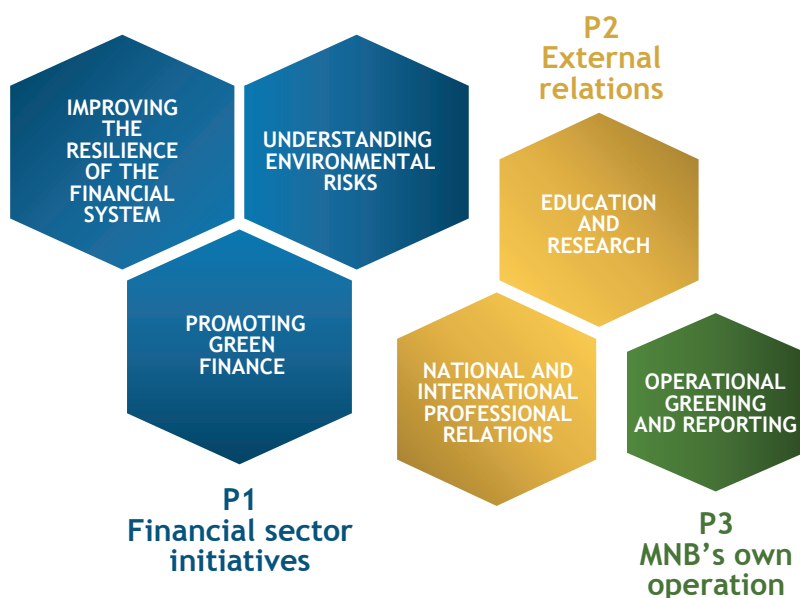 IMPROVING
THE
RESILIENCE
OF THE
FINANCIAL
SYSTEM
UNDERSTANDING
ENVIRONMENTAL
RISKS
PROMOTING
GREEN
FINANCE
P1
Financial sector
initiatives
P2
External
relations
EDUCATION
AND
RESEARCH
NATIONAL AND
INTERNATIONAL
PROFESSIONAL
RELATIONS
OPERATIONAL
GREENING
AND REPORTING
P3
MNB's own
operation